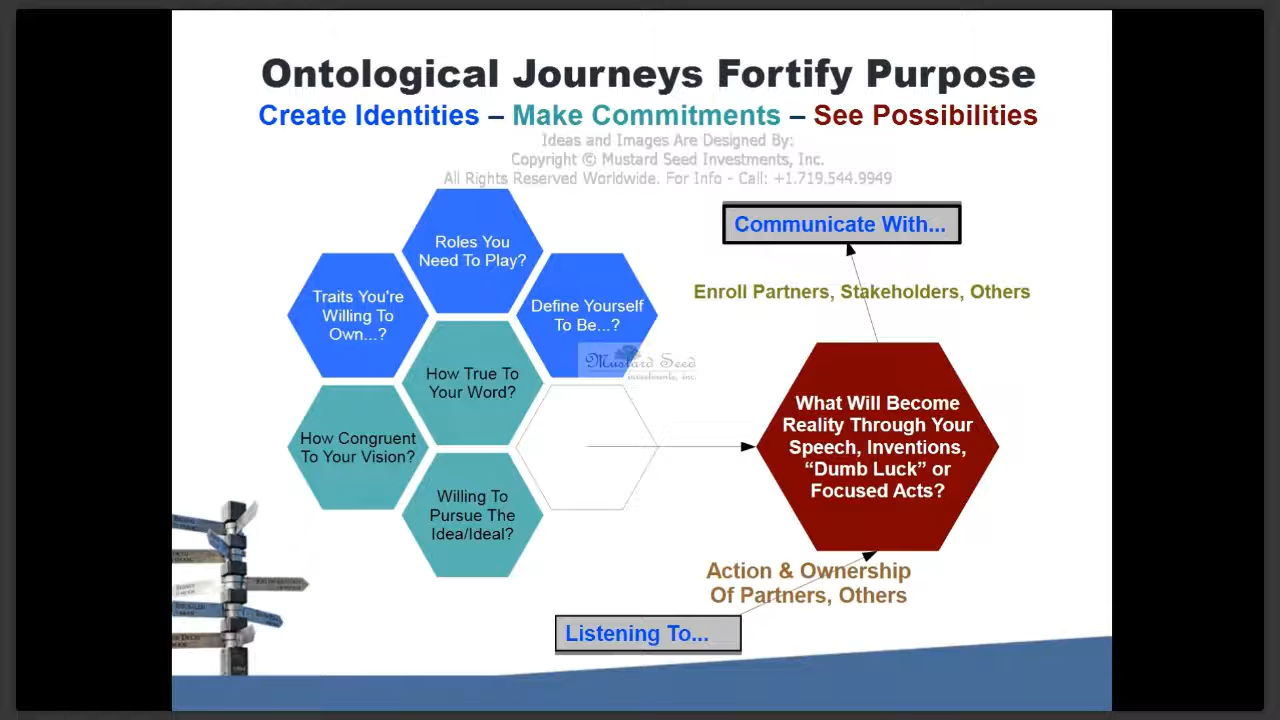 Ontological Journeys Fortify Purpose
Create Identities – Make Commitments – See Possibilities
Ideas and Images Are Designed By:
Copyright © Mustard Seed Investments, Inc.
All Rights Reserved Worldwide. For Info - Call: +1.719.544.9949
Roles You
Need To Play?
Traits You're
Willing To
Own...?
Define Yourself
To Be...?
How True To
Your Word?
How Congruent
To Your Vision?
Willing To
Pursue The
Idea/Ideal?
Mustard Seed
investments, inc.
Communicate With...
Enroll Partners, Stakeholders, Others
What Will Become
Reality Through Your
Speech, Inventions,
“Dumb Luck” or
Focused Acts?
Action & Ownership
Of Partners, Others
Listening To...